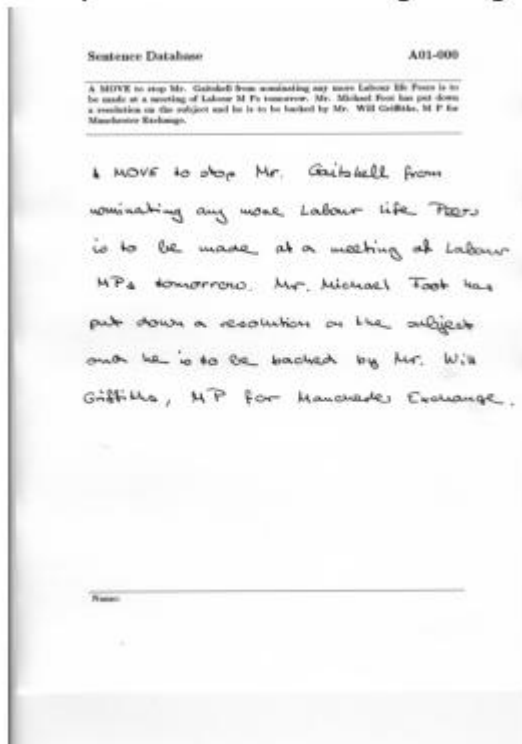 Sentence Database A01-000
A MOVE to stop Mr. Gaitskell from nominating any more Labour life Peers is to
be made at a meeting of Labour M Ps tomorrow. Mr. Michael Foot has put down
a resolution on the subject and he is to be backed by Mr. Will Griffiths, M P for
Manchester Exchange.
A MOVE to stop Mr. Gaitskell from
nominating any more Labour life Peers
is to be made at a meeting of Labour
MPs tomorrow. Mr. Michael Foot has
put down a resolution on the subject
and he is to be backed by Mr. Will
Griffiths, MP for Manchester Exchange.
Name: